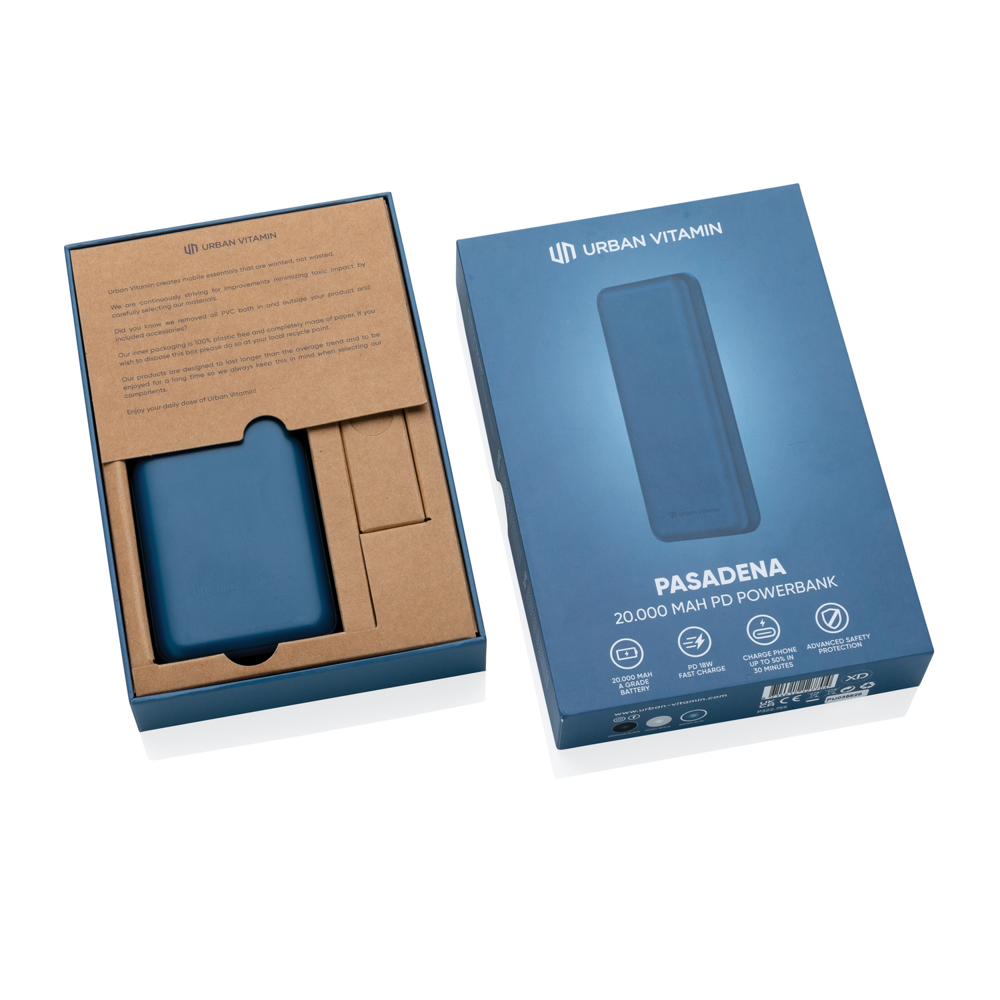 URBAN VITAMIN
Urban Vitamin creates mobile essentials that are wanted, not wasted.
We are continuously striving for improvements minimizing toxic impact by
carefully selecting our materials.
Did you know we removed all PVC both in and outside your product and
included accessories?
Our inner packaging is 100% plastic free and completely made of paper. If you
wish to dispose this box please do so at your local recycle point.
Our products are designed to last longer than the average trend and to be
enjoyed for a long time so we always keep this in mind when selecting our
components.
Enjoy your daily dose of Urban Vitamin!
URBAN VITAMIN
URBAN VITAMIN
PASADENA
20.000 MAH PD POWERBANK
20.000 MAH
A GRADE
BATTERY
PD 18W
FAST CHARGE
CHARGE PHONE
UP TO 50% IN
30 MINUTES
ADVANCED SAFETY
PROTECTION
www.urban-vitamin.com
XD
UK
CA
CE
PU036828
P322.755